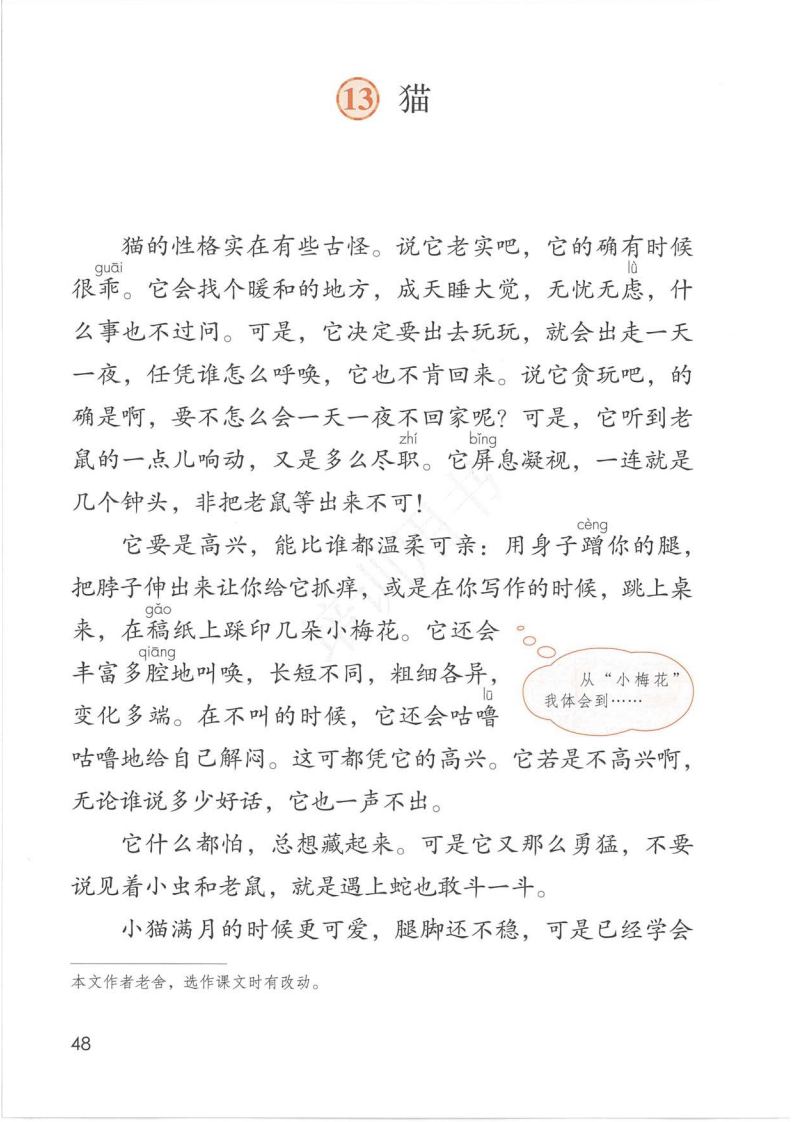 13 猫
猫的性格实在有些古怪。说它老实吧，它的确有时候
guāi lǜ
很乖。它会找个暖和的地方，成天睡大觉，无忧无虑，什
么事也不过问。可是，它决定要出去玩玩，就会出走一天
一夜，任凭谁怎么呼唤，它也不肯回来。说它贪玩吧，的
确是啊，要不怎么会一天一夜不回家呢？可是，它听到老
zhí bǐng
鼠的一点儿响动，又是多么尽职。它屏息凝视，一连就是
几个钟头，非把老鼠等出来不可！
cèng
它要是高兴，能比谁都温柔可亲：用身子蹭你的腿，
把脖子伸出来让你给它抓痒，或是在你写作的时候，跳上桌
gǎo
来，在稿纸上踩印几朵小梅花。它还会
qiāng
丰富多腔地叫唤，长短不同，粗细各异，
lū
变化多端。在不叫的时候，它还会咕噜
咕噜地给自己解闷。这可都凭它的高兴。它若是不高兴啊，
无论谁说多少好话，它也一声不出。
从“小梅花”
我体会到……
它什么都怕，总想藏起来。可是它又那么勇猛，不要
说见着小虫和老鼠，就是遇上蛇也敢斗一斗。
小猫满月的时候更可爱，腿脚还不稳，可是已经学会
本文作者老舍，选作课文时有改动。
48
培训用书